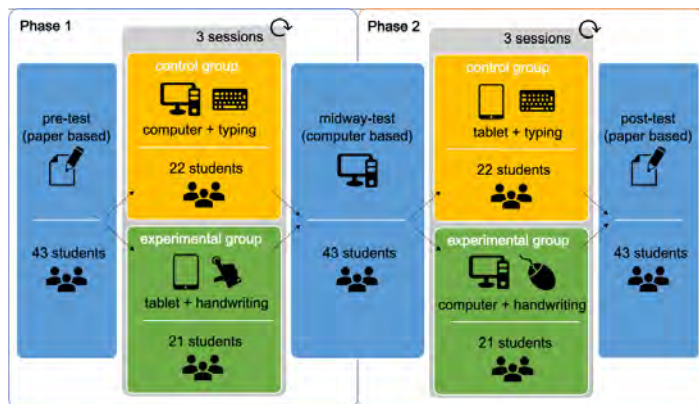 Phase 1
pre-test
(paper based)
43 students
3 sessions
control group
computer + typing
22 students
experimental group
tablet + handwriting
21 students
midway-test
(computer based)
43 students
Phase 2
3 sessions
control group
tablet + typing
22 students
experimental group
computer + handwriting
21 students
post-test
(paper based)
43 students